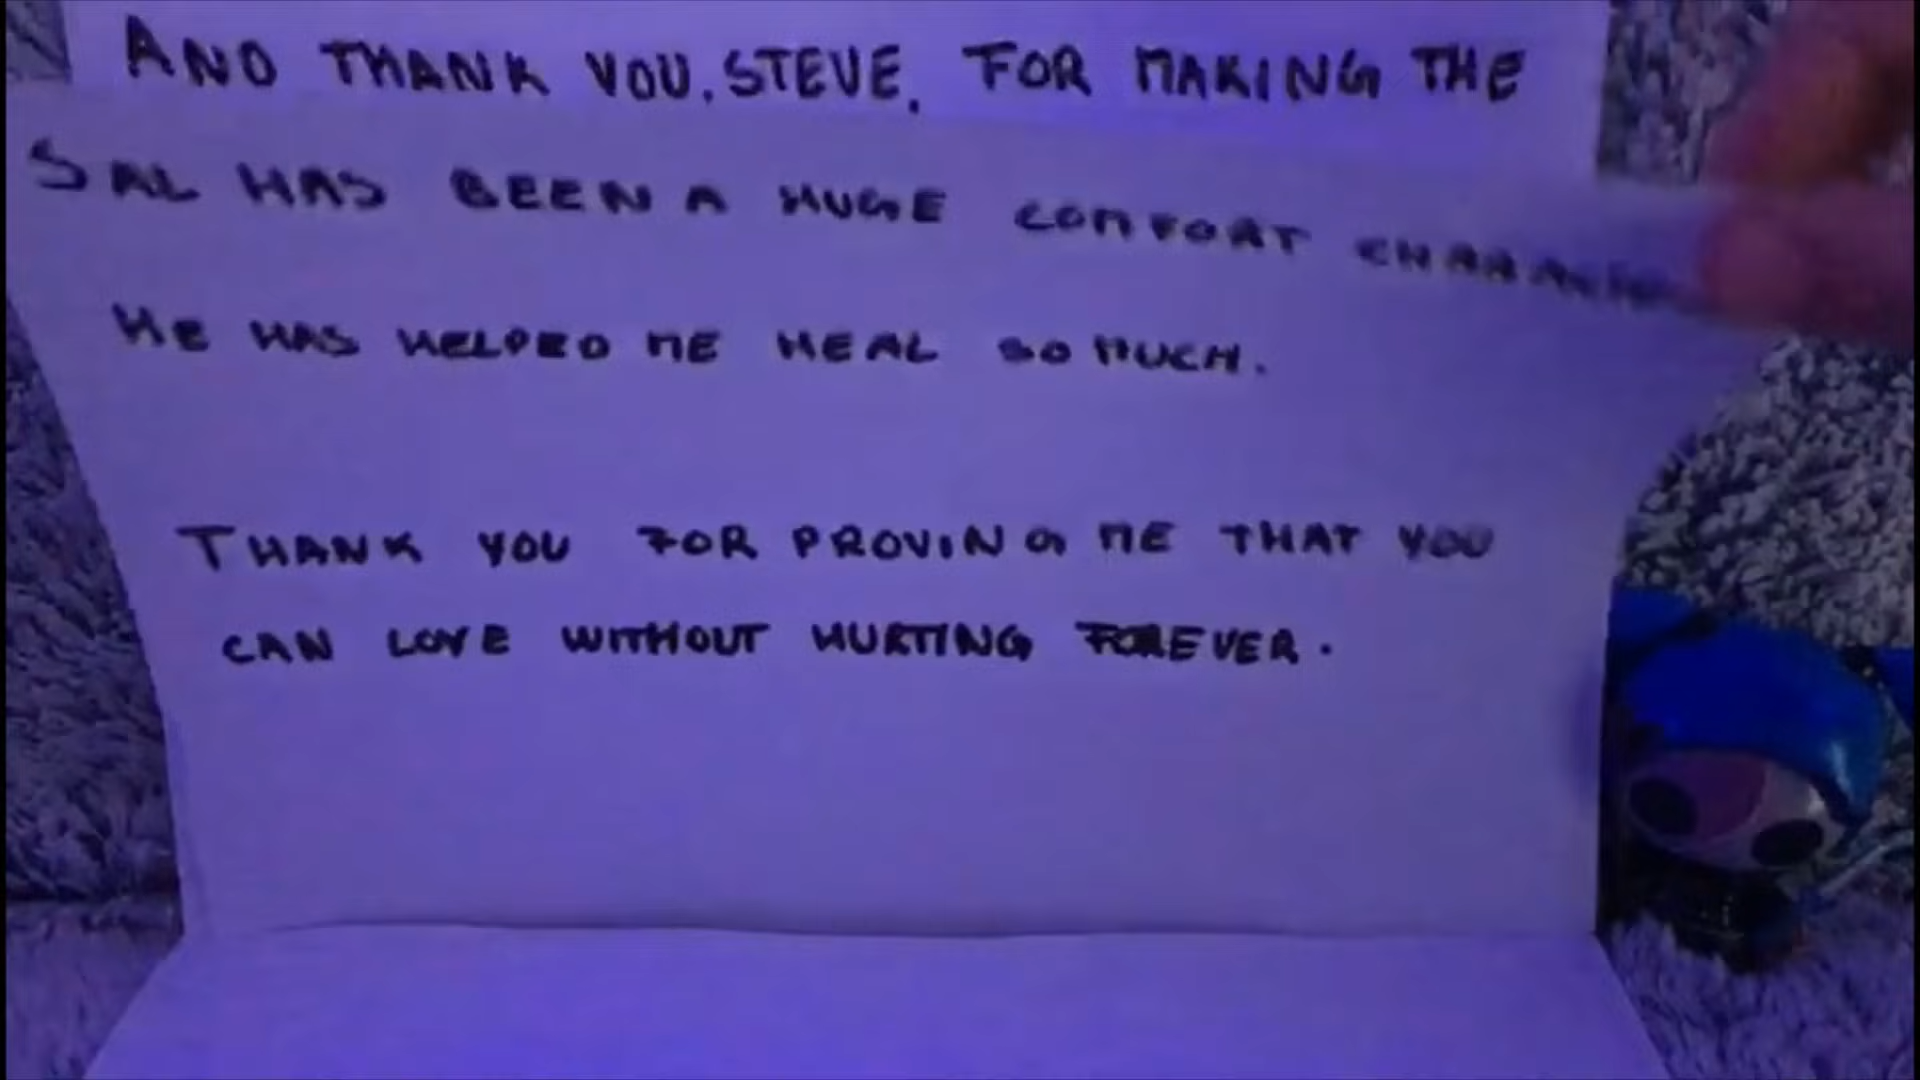 AND THANK YOU, STEVE, FOR MAKING THE
SAL HAS BEEN A HUGE COMFORT
HE HAS HELPED ME HEAL SO MUCH.
THANK YOU FOR PROVING ME THAT YOU
CAN LOVE WITHOUT HURTING FOREVER.